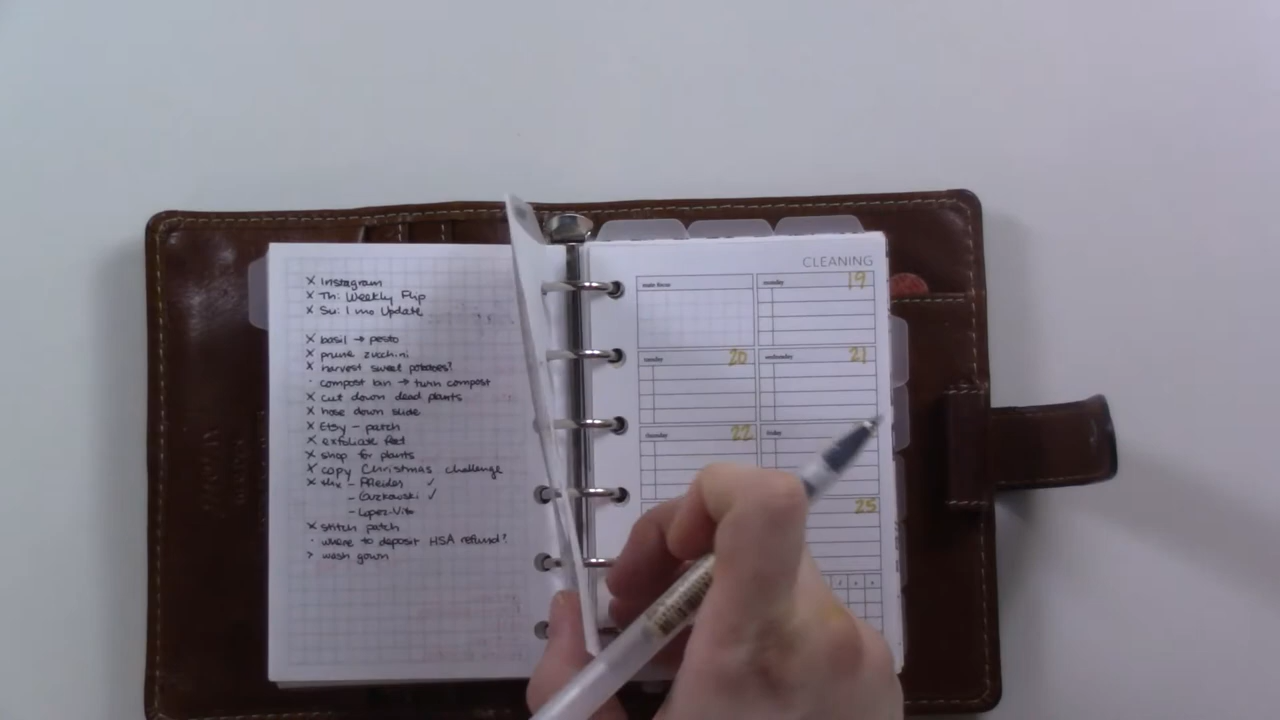 x Instagram
x Th: Weekly Flip
x Su: 1 mo Update
x basil → pesto
x prune zucchini
x harvest sweet potatoes?
· compost bin → turn compost
x cut down dead plants
x hose down slide
x Etsy - patch
x exfoliate feet
x shop for plants
x copy Christmas challenge
x thx - Pfleider ✓
- Guzkowski ✓
- Lopez-Vito
x stitch patch
· where to deposit HSA refund?
> wash gown
CLEANING
main focus
monday 19
tuesday 20
wednesday 21
thursday 22
friday
25